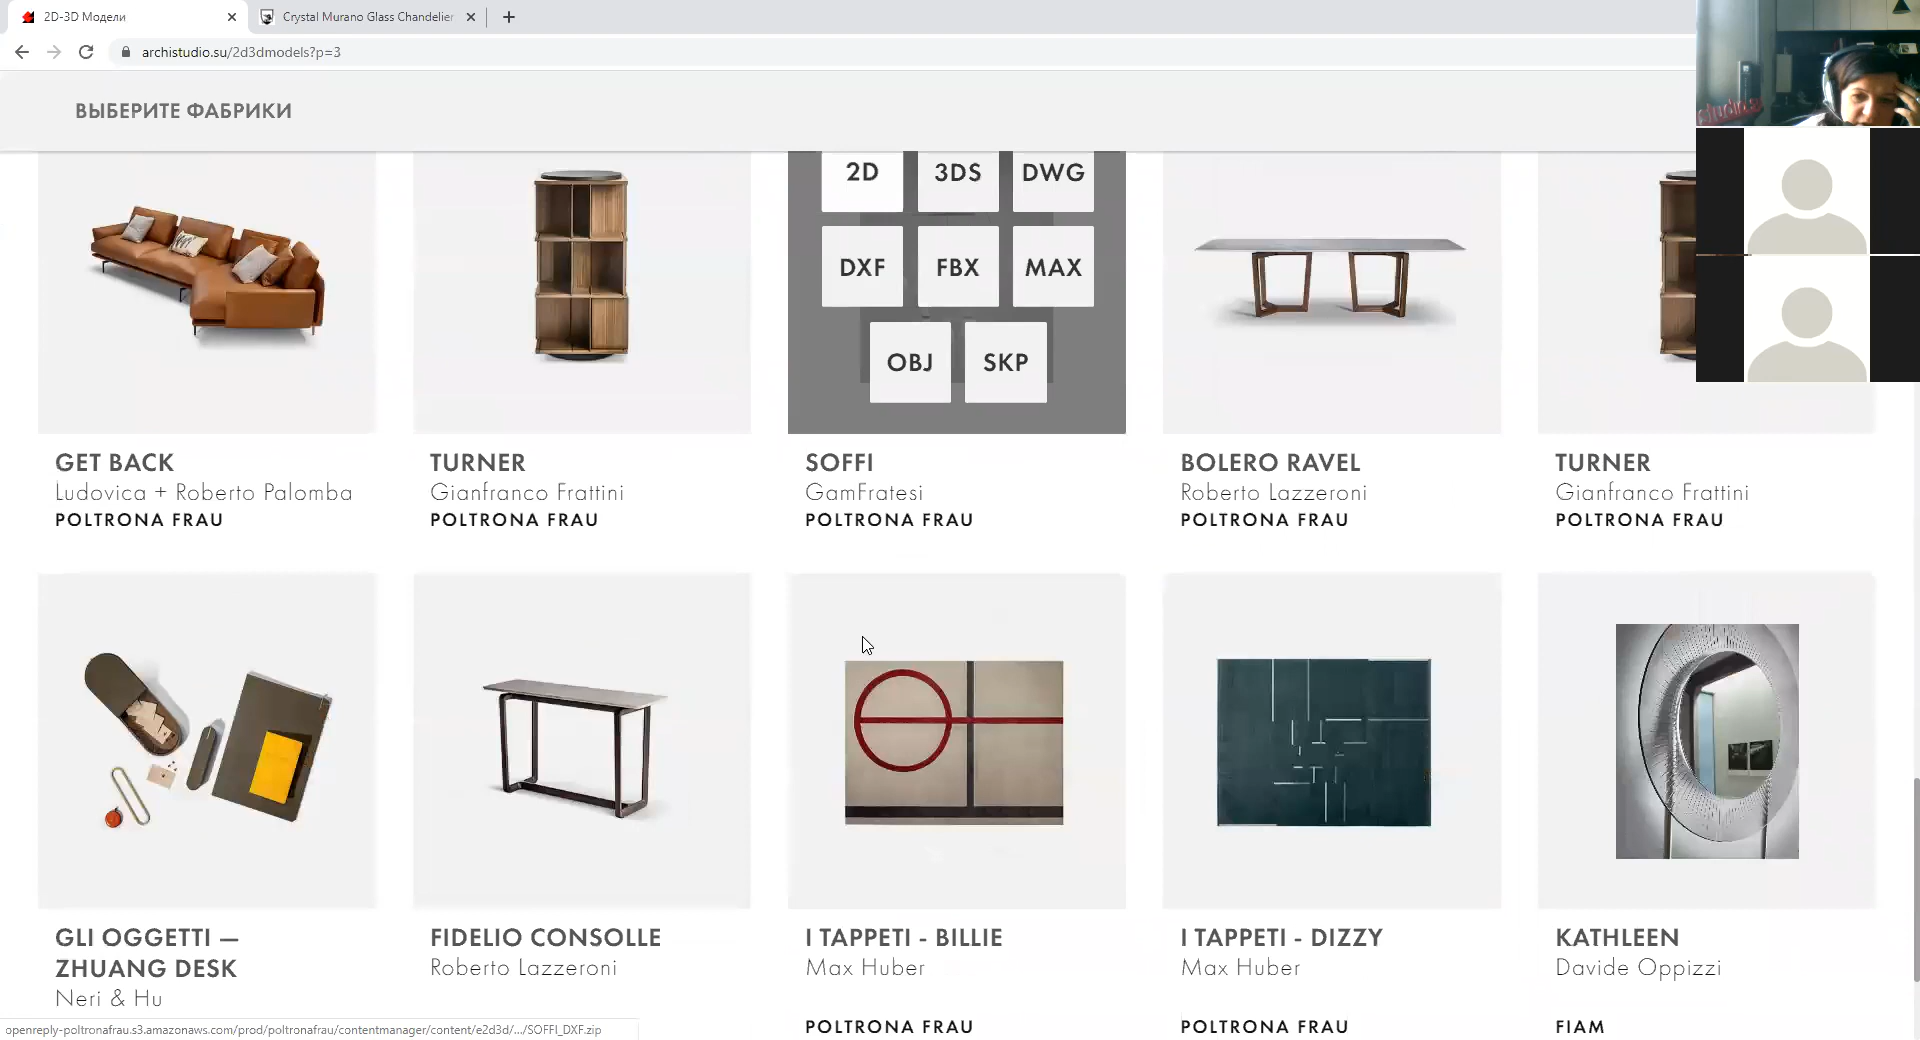 2D-3D Модели
Crystal Murano Glass Chandelier
archistudio.su/2d3dmodels?p=3
ВЫБЕРИТЕ ФАБРИКИ
2D 3DS DWG
DXF FBX MAX
OBJ SKP
GET BACK
Ludovica + Roberto Palomba
POLTRONA FRAU
TURNER
Gianfranco Frattini
POLTRONA FRAU
SOFFI
GamFratesi
POLTRONA FRAU
BOLERO RAVEL
Roberto Lazzeroni
POLTRONA FRAU
TURNER
Gianfranco Frattini
POLTRONA FRAU
GLI OGGETTI —
ZHUANG DESK
Neri & Hu
FIDELIO CONSOLLE
Roberto Lazzeroni
I TAPPETI - BILLIE
Max Huber
POLTRONA FRAU
I TAPPETI - DIZZY
Max Huber
POLTRONA FRAU
KATHLEEN
Davide Oppizzi
FIAM
openreply-poltronafrau.s3.amazonaws.com/prod/poltronafrau/contentmanager/content/e2d3d/.../SOFFI_DXF.zip